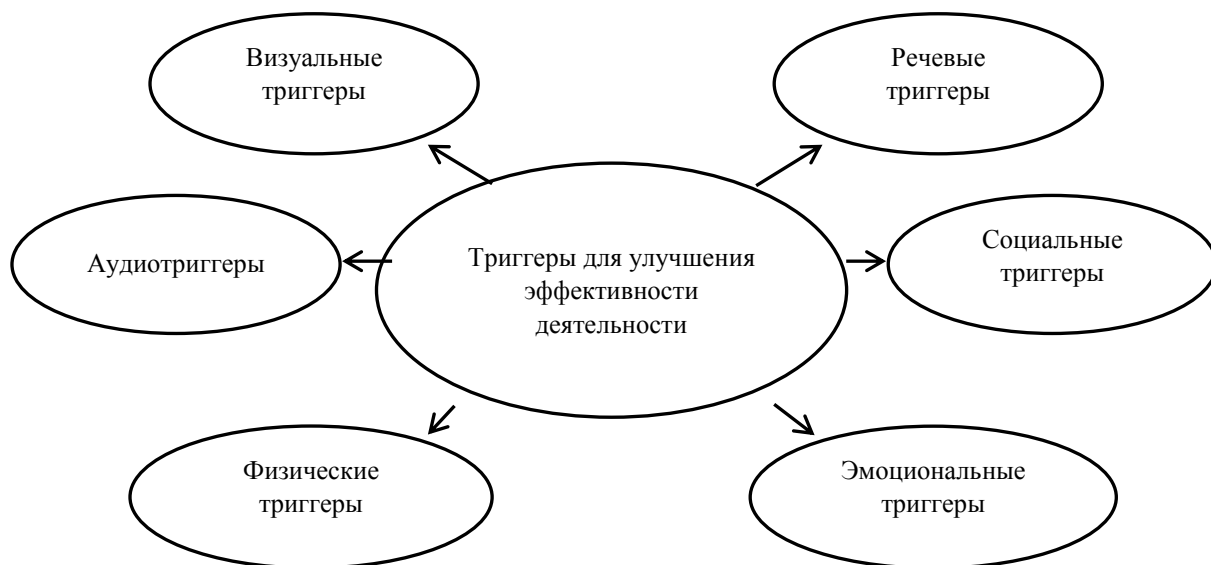 Визуальные
триггеры
Речевые
триггеры
Аудиотриггеры
Триггеры для улучшения
эффективности
деятельности
Социальные
триггеры
Физические
триггеры
Эмоциональные
триггеры